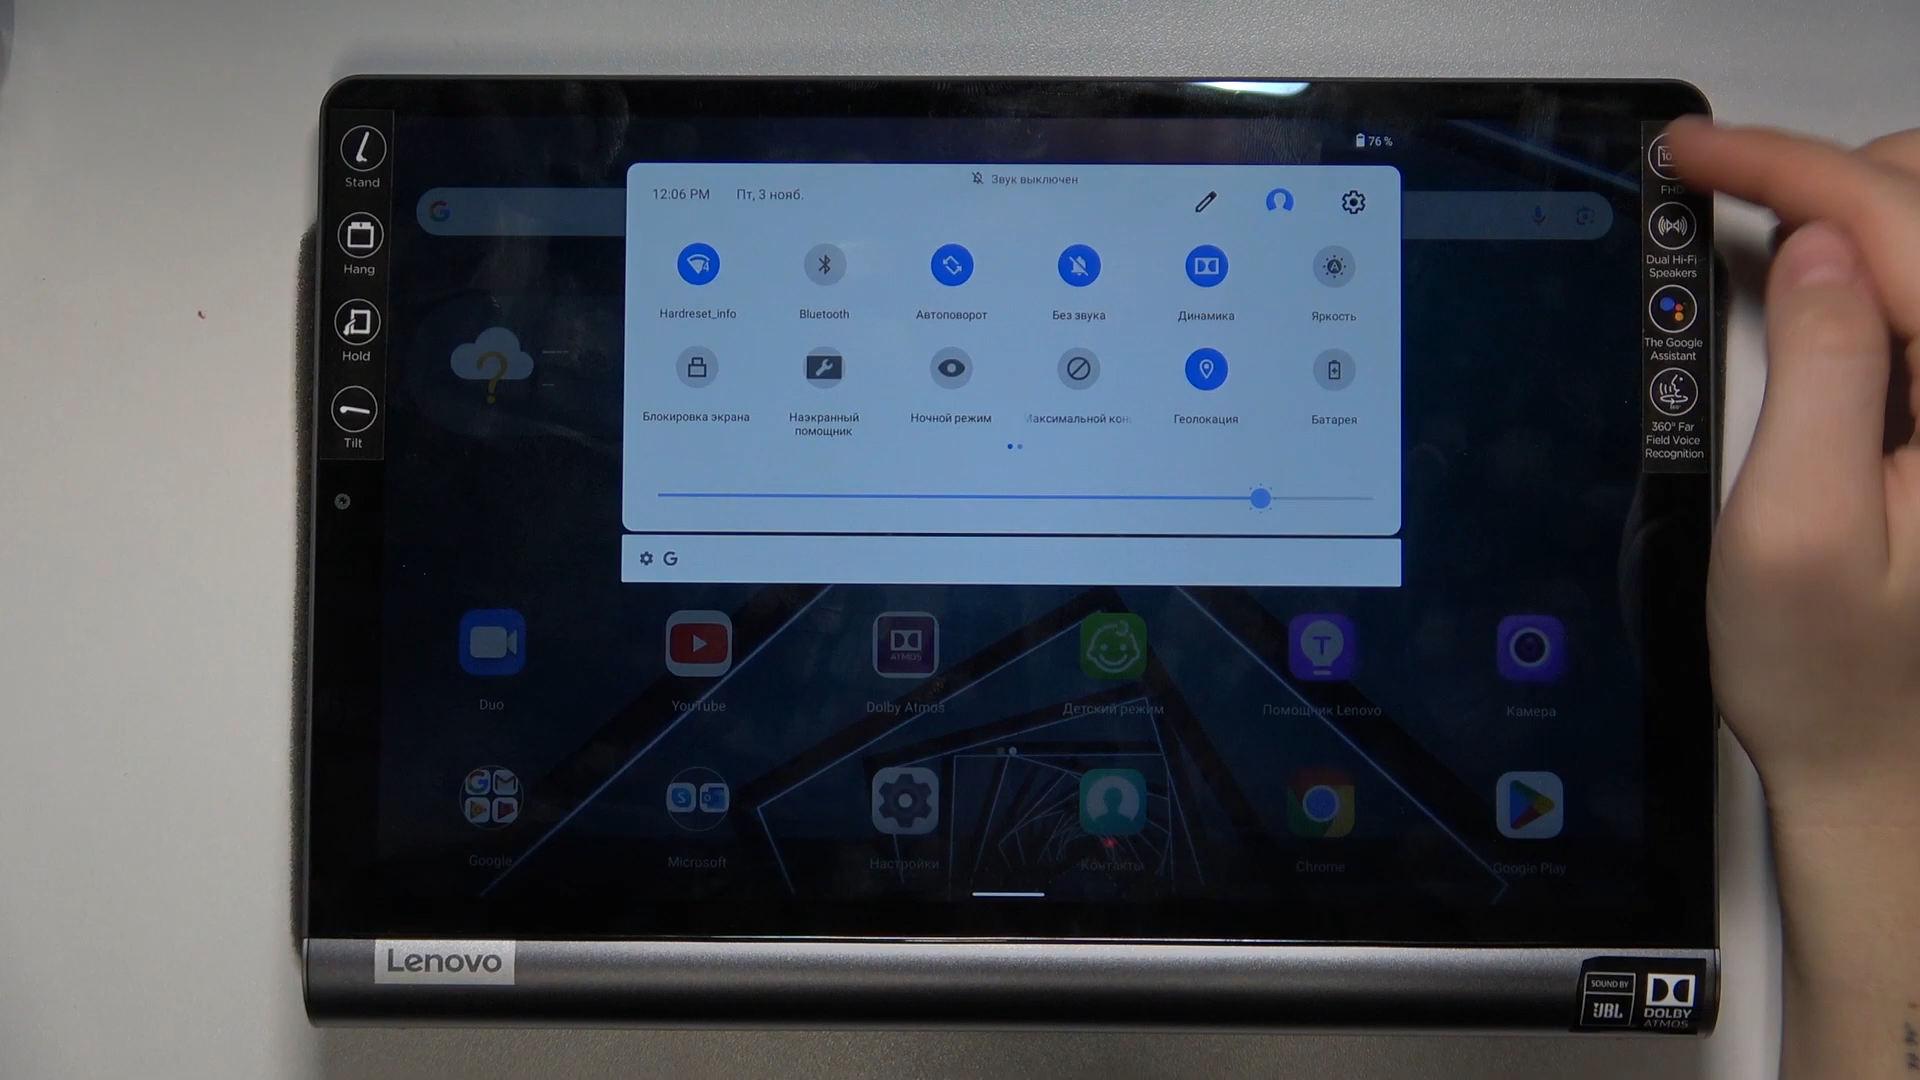 76 %
Stand
Hang
Hold
Tilt
12:06 PM Пт, 3 нояб.
Звук выключен
Hardreset_info
Bluetooth
Автоповорот
Без звука
Динамика
Яркость
Блокировка экрана
Наэкранный
помощник
Ночной режим
Геолокация
Батарея
G
FHD
Dual Hi-Fi
Speakers
The Google
Assistant
360° Far
Field Voice
Recognition
Duo
YouTube
ATMOS
Dolby Atmos
Детский режим
T
Помощник Lenovo
Камера
Google
Microsoft
Настройки
Контакты
Chrome
Google Play
Lenovo
SOUND BY
JBL
DOLBY
ATMOS